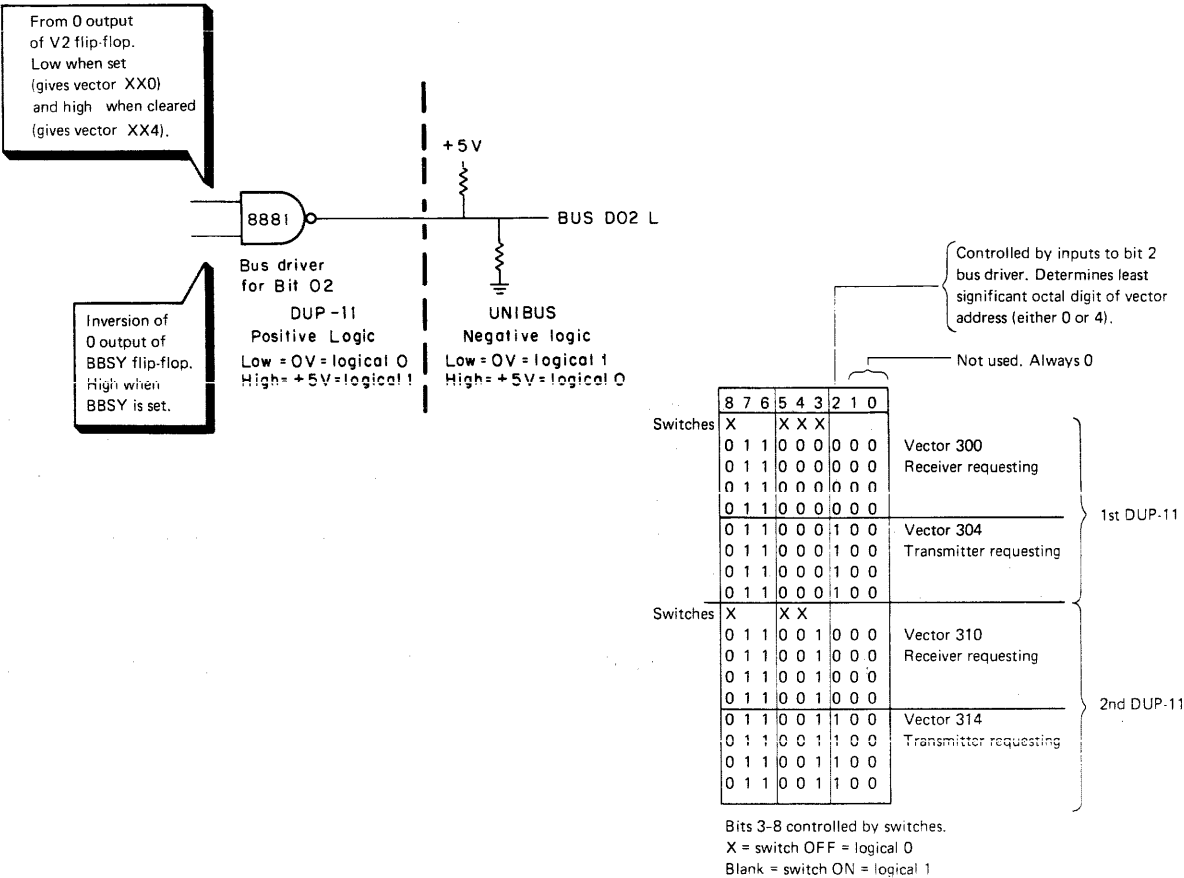 From 0 output
of V2 flip-flop.
Low when set
(gives vector XX0)
and high when cleared
(gives vector XX4).
+5V
8881
BUS D02 L
Bus driver
for Bit 02
DUP-11
Positive Logic
Low = 0V = logical 0
High = +5V = logical 1
UNIBUS
Negative logic
Low = 0V = logical 1
High = +5V = logical 0
Inversion of
0 output of
BBSY flip-flop.
High when
BBSY is set.
Controlled by inputs to bit 2
bus driver. Determines least
significant octal digit of vector
address (either 0 or 4).
Not used. Always 0
8 7 6 5 4 3 2 1 0
Switches X X X X
0 1 1 0 0 0 0 0 0 Vector 300
0 1 1 0 0 0 0 0 0 Receiver requesting
0 1 1 0 0 0 0 0 0
0 1 1 0 0 0 0 0 0
1st DUP-11
0 1 1 0 0 0 1 0 0 Vector 304
0 1 1 0 0 0 1 0 0 Transmitter requesting
0 1 1 0 0 0 1 0 0
0 1 1 0 0 0 1 0 0
Switches X X X
0 1 1 0 0 1 0 0 0 Vector 310
0 1 1 0 0 1 0 0 0 Receiver requesting
0 1 1 0 0 1 0 0 0
0 1 1 0 0 1 0 0 0
2nd DUP-11
0 1 1 0 0 1 1 0 0 Vector 314
0 1 1 0 0 1 1 0 0 Transmitter requesting
0 1 1 0 0 1 1 0 0
0 1 1 0 0 1 1 0 0
Bits 3-8 controlled by switches.
X = switch OFF = logical 0
Blank = switch ON = logical 1